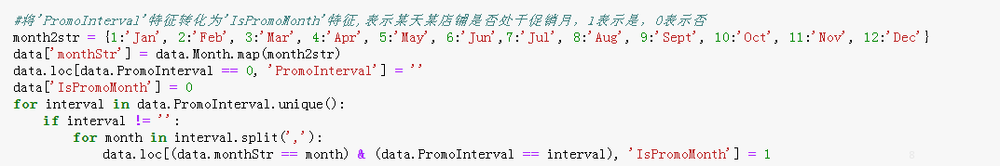 #将'PromoInterval'特征转化为'IsPromoMonth'特征,表示某天某店铺是否处于促销月，1表示是，0表示否
month2str = {1:'Jan', 2:'Feb', 3:'Mar', 4:'Apr', 5:'May', 6:'Jun',7:'Jul', 8:'Aug', 9:'Sept', 10:'Oct', 11:'Nov', 12:'Dec'}
data['monthStr'] = data.Month.map(month2str)
data.loc[data.PromoInterval == 0, 'PromoInterval'] = ''
data['IsPromoMonth'] = 0
for interval in data.PromoInterval.unique():
    if interval != '':
        for month in interval.split(','):
            data.loc[(data.monthStr == month) & (data.PromoInterval == interval), 'IsPromoMonth'] = 1